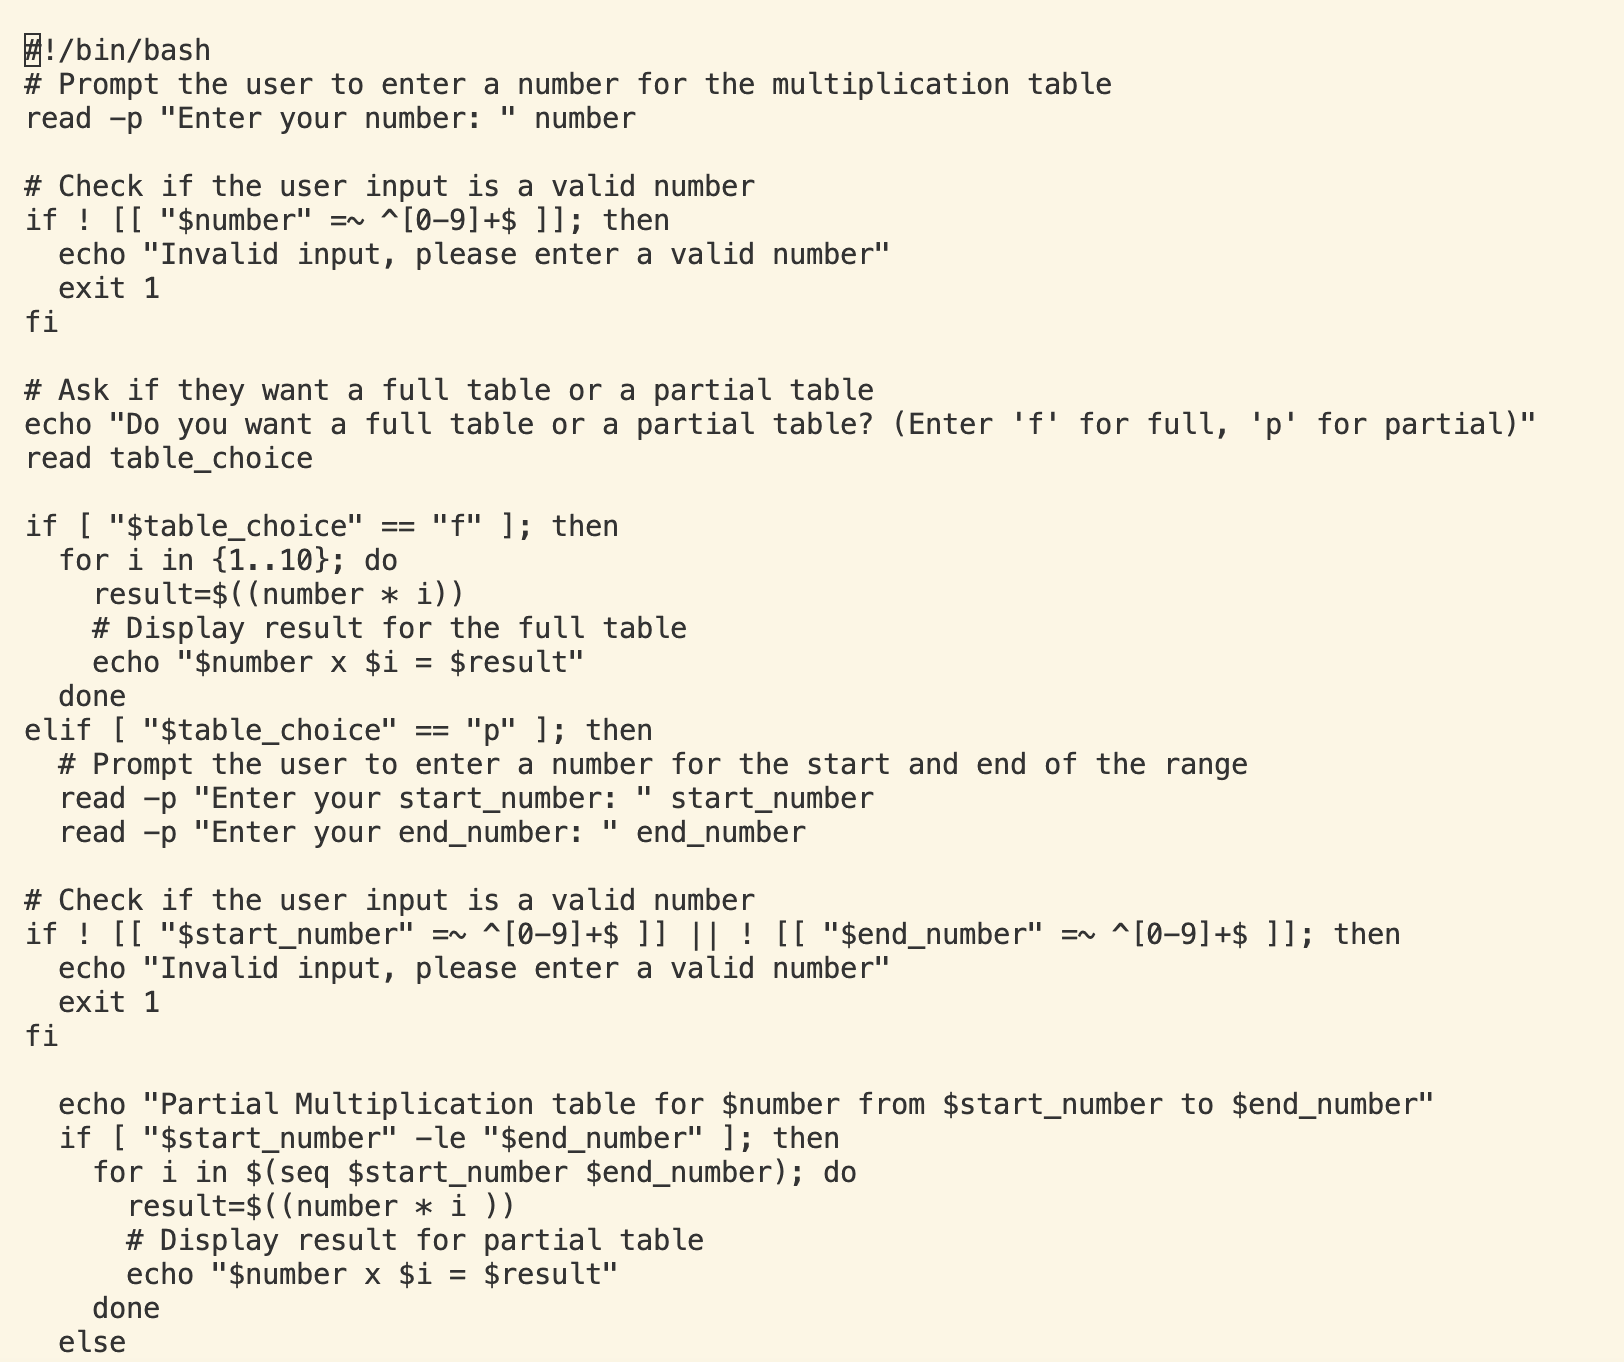 #!/bin/bash
# Prompt the user to enter a number for the multiplication table
read -p "Enter your number: " number

# Check if the user input is a valid number
if ! [[ "$number" =~ ^[0-9]+$ ]]; then
  echo "Invalid input, please enter a valid number"
  exit 1
fi

# Ask if they want a full table or a partial table
echo "Do you want a full table or a partial table? (Enter 'f' for full, 'p' for partial)"
read table_choice

if [ "$table_choice" == "f" ]; then
  for i in {1..10}; do
    result=$((number * i))
    # Display result for the full table
    echo "$number x $i = $result"
  done
elif [ "$table_choice" == "p" ]; then
  # Prompt the user to enter a number for the start and end of the range
  read -p "Enter your start_number: " start_number
  read -p "Enter your end_number: " end_number

# Check if the user input is a valid number
if ! [[ "$start_number" =~ ^[0-9]+$ ]] || ! [[ "$end_number" =~ ^[0-9]+$ ]]; then
  echo "Invalid input, please enter a valid number"
  exit 1
fi

  echo "Partial Multiplication table for $number from $start_number to $end_number"
  if [ "$start_number" -le "$end_number" ]; then
    for i in $(seq $start_number $end_number); do
      result=$((number * i ))
      # Display result for partial table
      echo "$number x $i = $result"
    done
  else